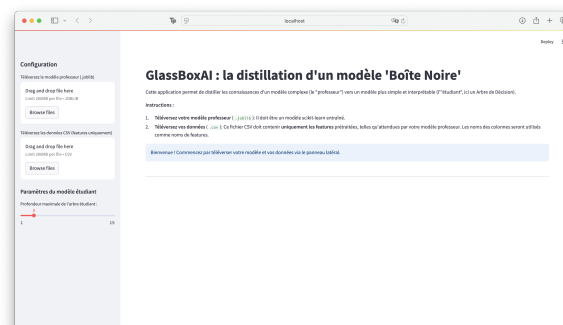 localhost
Deploy
Configuration
Téléversez le modèle professeur (.joblib)
Drag and drop file here
Limit 200MB per file • JOBLIB
Browse files
Téléversez les données CSV (features uniquement)
Drag and drop file here
Limit 200MB per file • CSV
Browse files
Paramètres du modèle étudiant
Profondeur maximale de l'arbre étudiant :
3
1 15
GlassBoxAI : la distillation d'un modèle 'Boîte Noire'
Cette application permet de distiller les connaissances d'un modèle complexe (le "professeur") vers un modèle plus simple et interprétable (l'"étudiant", ici un Arbre de Décision).
Instructions :
1. Téléversez votre modèle professeur ( .joblib ): Il doit être un modèle scikit-learn entraîné.
2. Téléversez vos données ( .csv ): Ce fichier CSV doit contenir uniquement les features prétraitées, telles qu'attendues par votre modèle professeur. Les noms des colonnes seront utilisés
comme noms de features.
Bienvenue ! Commencez par téléverser votre modèle et vos données via le panneau latéral.